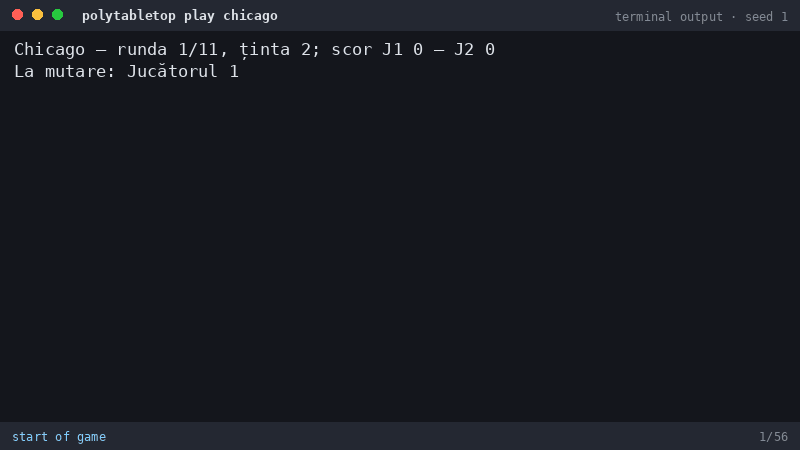 polytabletop play chicago
terminal output · seed 1
Chicago — runda 1/11, ținta 2; scor J1 0 — J2 0
La mutare: Jucătorul 1
start of game
1/56